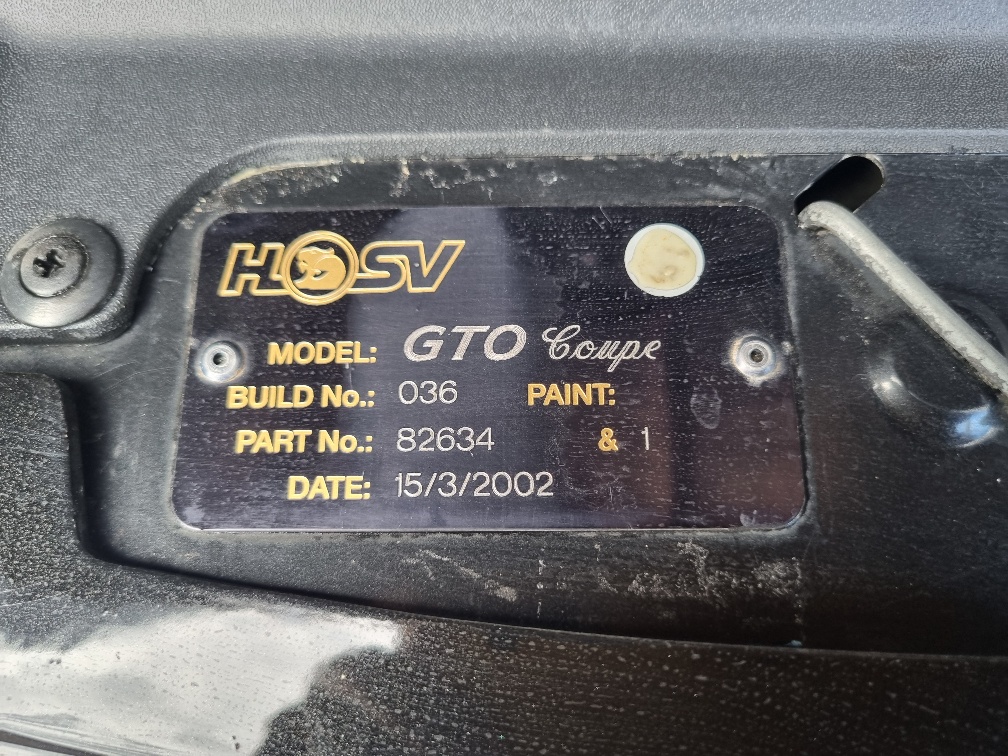 HSV
MODEL: GTO Coupe
BUILD No.: 036 PAINT:
PART No.: 82634 & 1
DATE: 15/3/2002